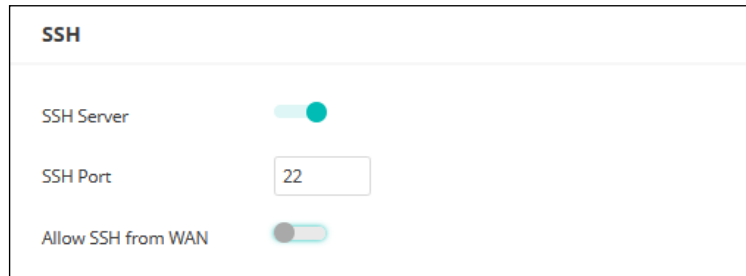 SSH
SSH Server
SSH Port 22
Allow SSH from WAN